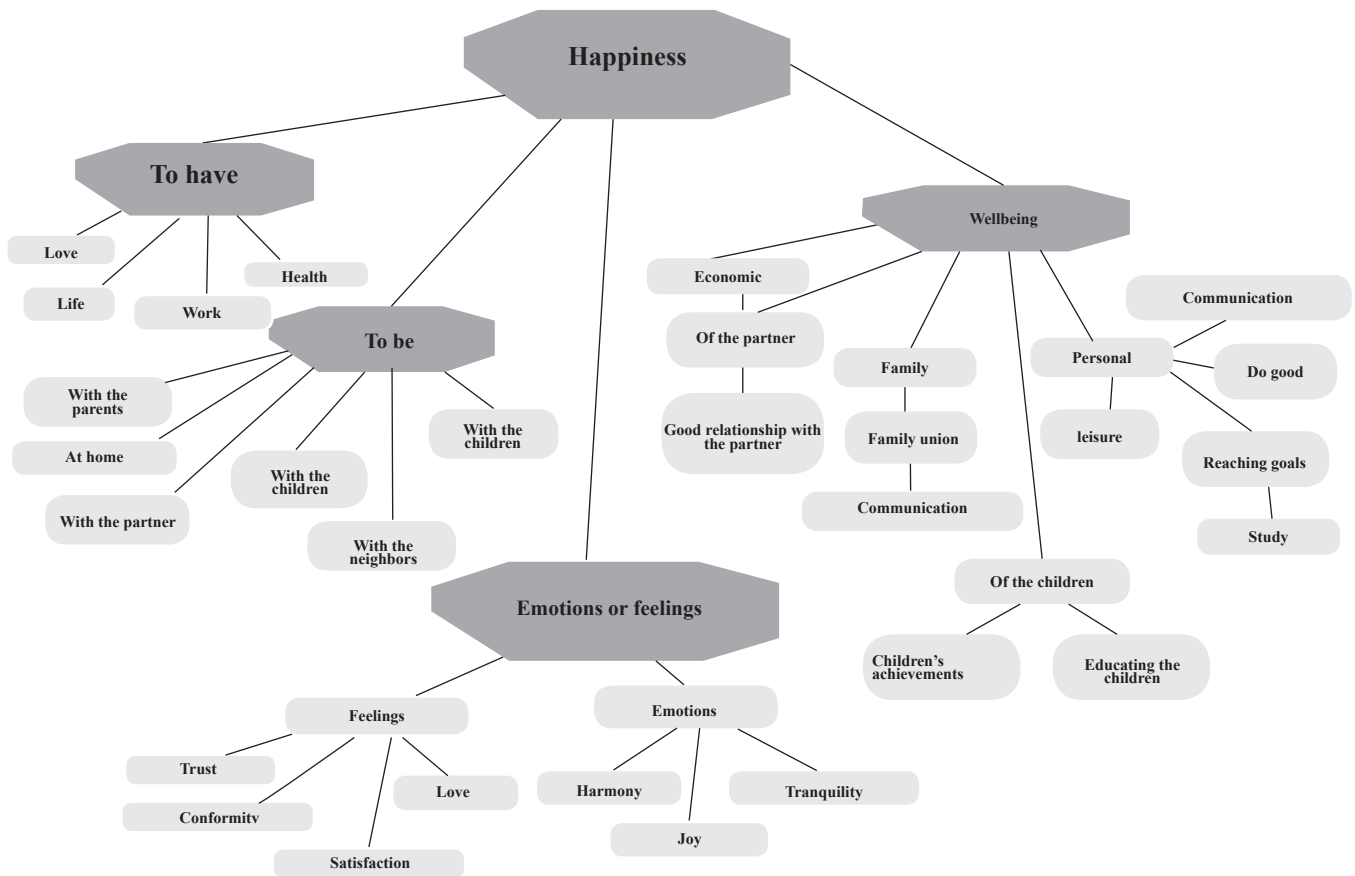 Happiness
To have
Love
Life
Work
Health
To be
With the
parents
At home
With the partner
With the
children
With the
neighbors
With the
children
Wellbeing
Economic
Of the partner
Good relationship with
the partner
Family
Family union
Communication
Personal
Communication
Do good
leisure
Reaching goals
Study
Of the children
Children's
achievements
Educating the
children
Emotions or feelings
Feelings
Trust
Conformity
Satisfaction
Love
Emotions
Harmony
Joy
Tranquility